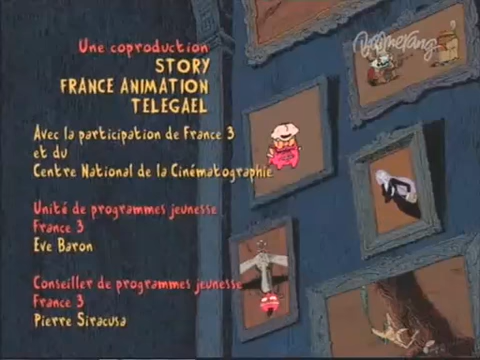 Boomerang
Une coproduction
STORY
FRANCE ANIMATION
TELEGAEL
Avec la participation de France 3
et du
Centre National de la Cinématographie
Unité de programmes jeunesse
France 3
Eve Baron
Conseiller de programmes jeunesse
France 3
Pierre Siracusa